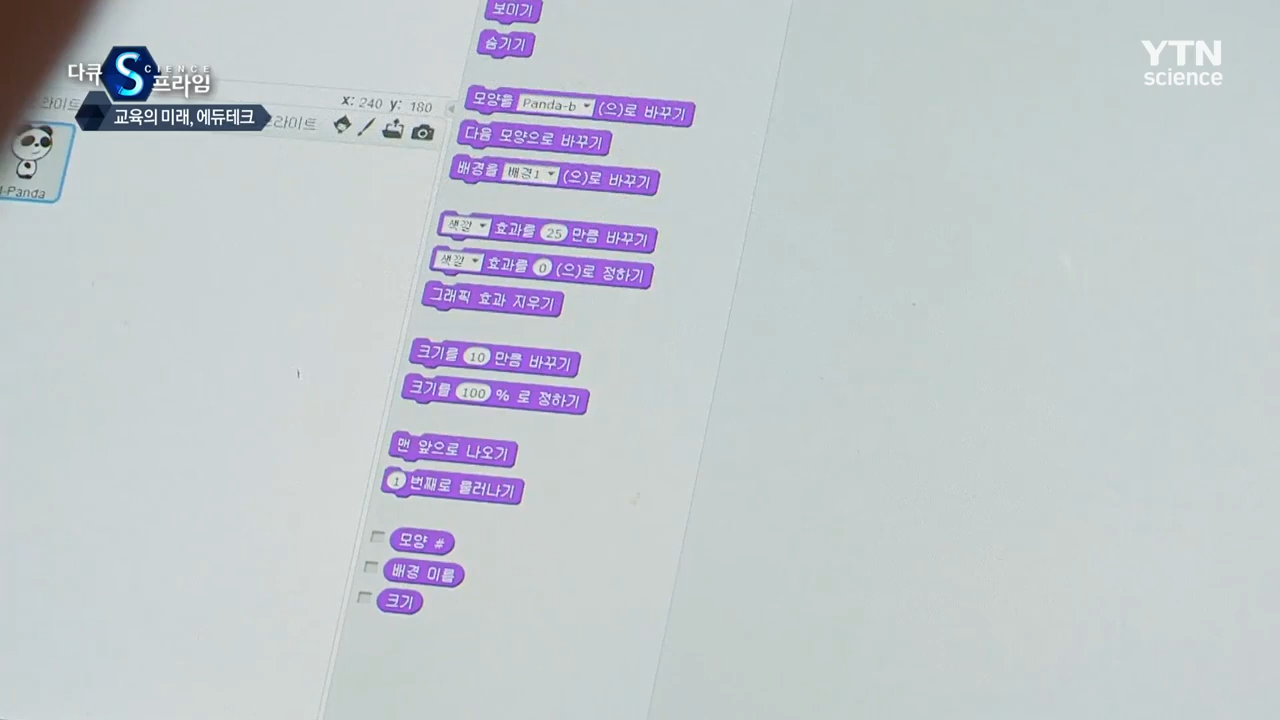 보이기
숨기기
YTN
science
다큐 S SCIENCE 프라임
교육의 미래, 에듀테크
x: 240 y: 180
모양을 Panda-b (으)로 바꾸기
다음 모양으로 바꾸기
배경을 배경1 (으)로 바꾸기
-Panda
색깔 효과를 25 만큼 바꾸기
색깔 효과를 0 (으)로 정하기
그래픽 효과 지우기
크기를 10 만큼 바꾸기
크기를 100 % 로 정하기
맨 앞으로 나오기
1 번째로 물러나기
모양 #
배경 이름
크기